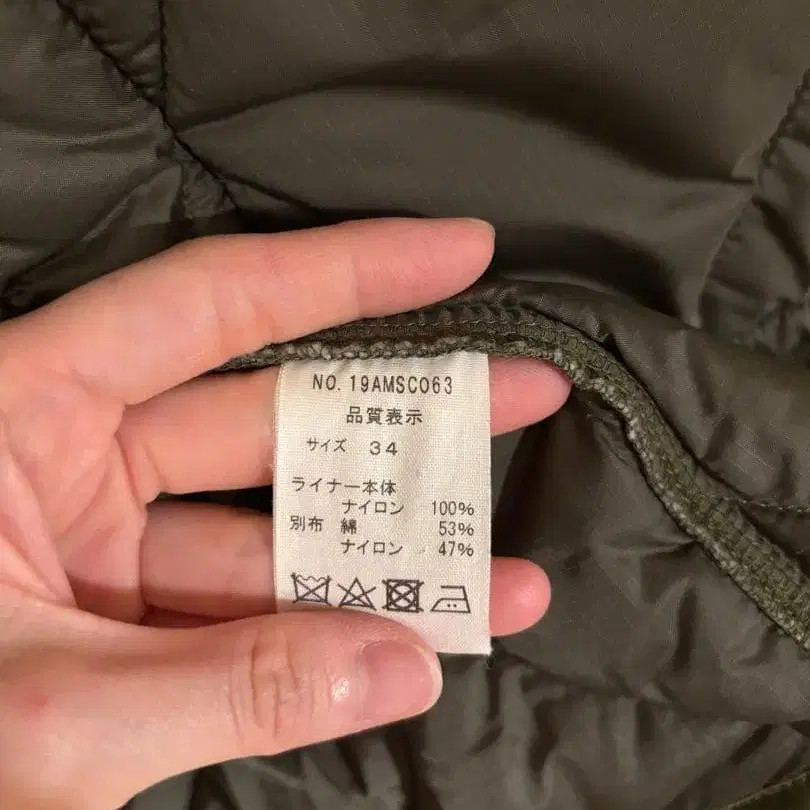 NO.19AMSC063
品質表示
サイズ 34
ライナー本体
ナイロン 100%
別布 綿 53%
ナイロン 47%